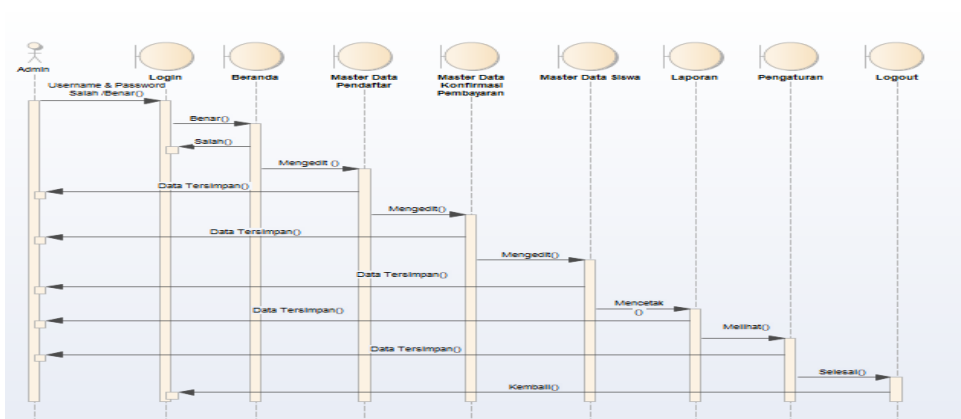 Admin
Login
Beranda
Master Data
Pendaftar
Master Data
Konfirmasi
Pembayaran
Master Data Siswa
Laporan
Pengaturan
Logout
Username & Password
Salah /Benar()
Benar()
Salah()
Mengedit ()
Data Tersimpan()
Mengedit()
Data Tersimpan()
Mengedit()
Data Tersimpan()
Mencetak
()
Data Tersimpan()
Melihat()
Data Tersimpan()
Selesai()
Kembali()